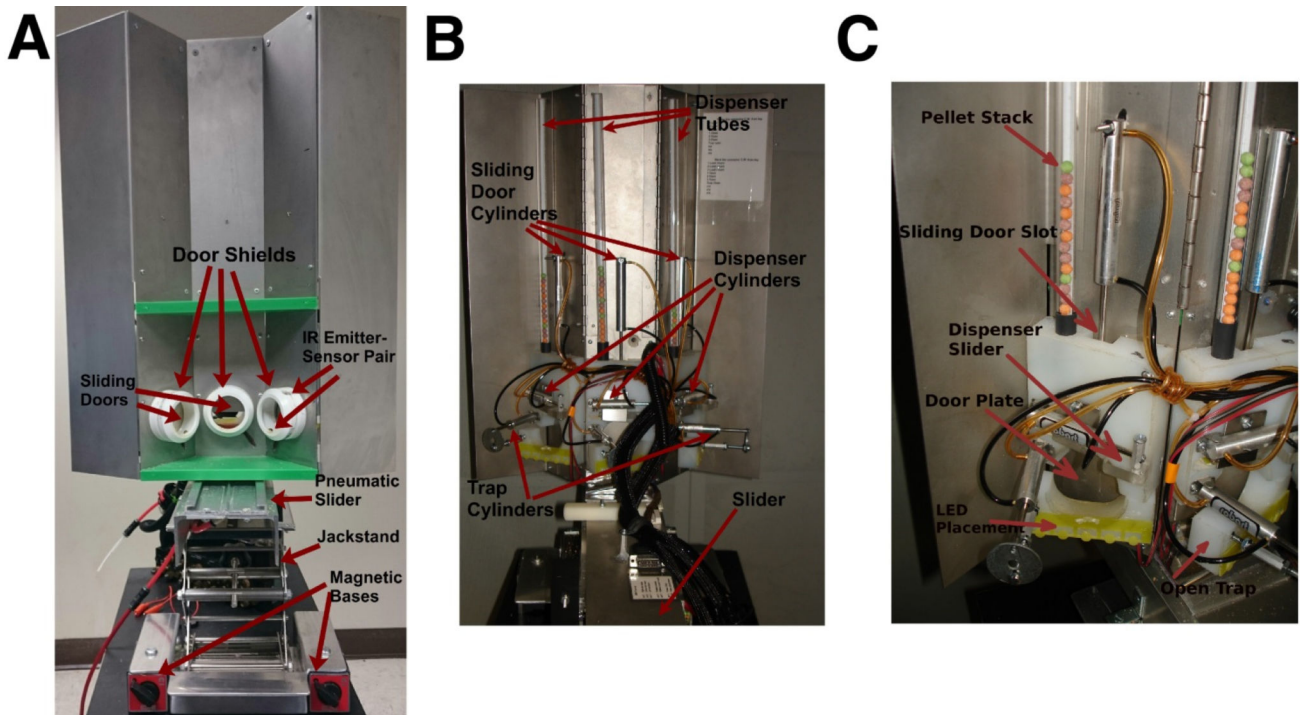 A
Door Shields
IR Emitter-
Sensor Pair
Sliding
Doors
Pneumatic
Slider
Jackstand
Magnetic
Bases
B
Dispenser
Tubes
Sliding
Door
Cylinders
Dispenser
Cylinders
Trap
Cylinders
Slider
C
Pellet Stack
Sliding Door Slot
Dispenser
Slider
Door Plate
LED
Placement
Open Trap